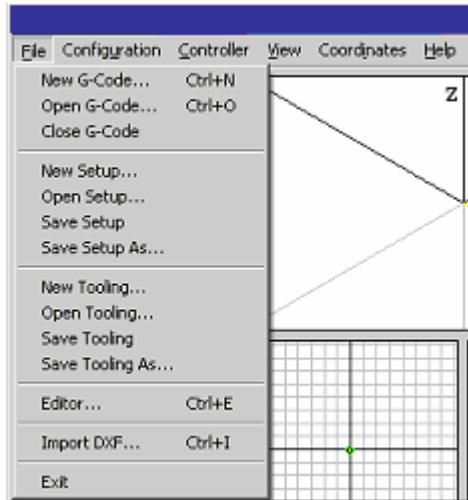 File Configuration Controller View Coordinates Help
New G-Code... Ctrl+N
Open G-Code... Ctrl+O
Close G-Code
New Setup...
Open Setup...
Save Setup
Save Setup As...
New Tooling...
Open Tooling...
Save Tooling
Save Tooling As...
Editor... Ctrl+E
Import DXF... Ctrl+I
Exit
Z